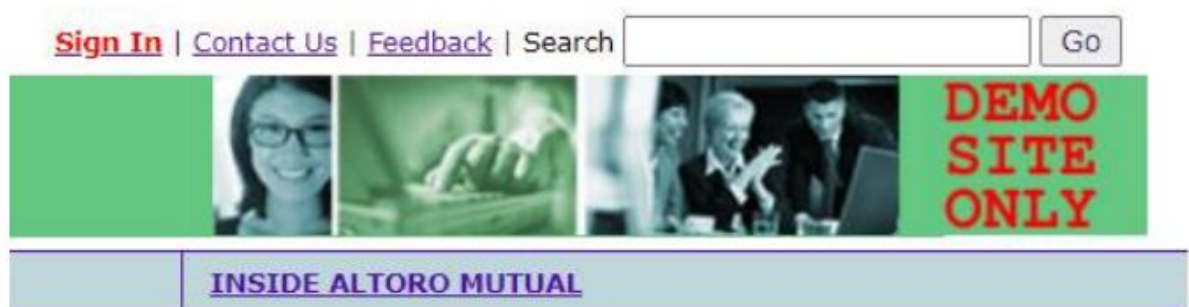 Sign In | Contact Us | Feedback | Search Go
DEMO
SITE
ONLY
INSIDE ALTORO MUTUAL